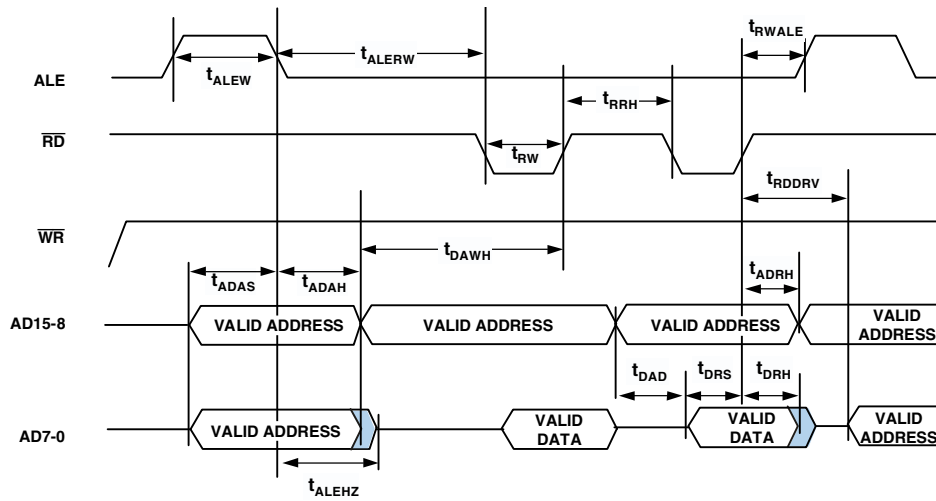 tRWALE
tALERW
tALEW
ALE
tRRH
RD
tRW
tRDDRV
WR
tDAWH
tADAS
tADAH
tADRH
AD15-8
VALID ADDRESS
VALID ADDRESS
VALID ADDRESS
VALID
ADDRESS
tDAD
tDRS
tDRH
AD7-0
VALID ADDRESS
VALID
DATA
VALID
DATA
VALID
ADDRESS
tALEHZ